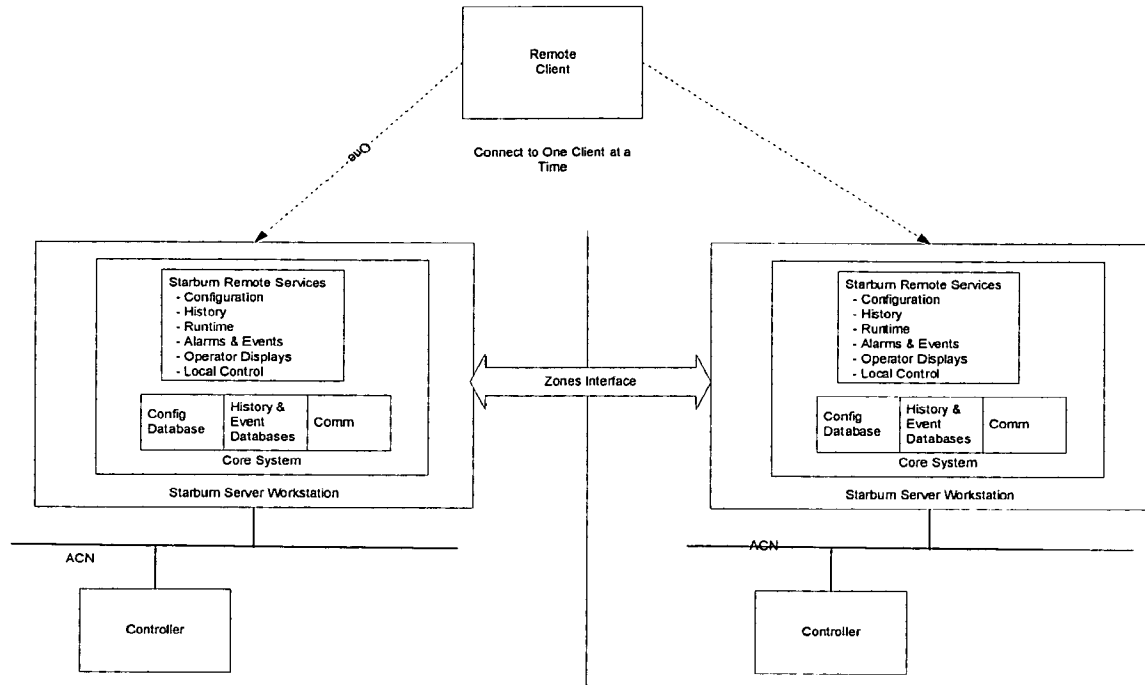 Remote
Client
One
Connect to One Client at a
Time
Starburn Remote Services
- Configuration
- History
- Runtime
- Alarms & Events
- Operator Displays
- Local Control
Config
Database
History &
Event
Databases
Comm
Core System
Starburn Server Workstation
Zones Interface
Starburn Remote Services
- Configuration
- History
- Runtime
- Alarms & Events
- Operator Displays
- Local Control
Config
Database
History &
Event
Databases
Comm
Core System
Starburn Server Workstation
ACN
Controller
ACN
Controller